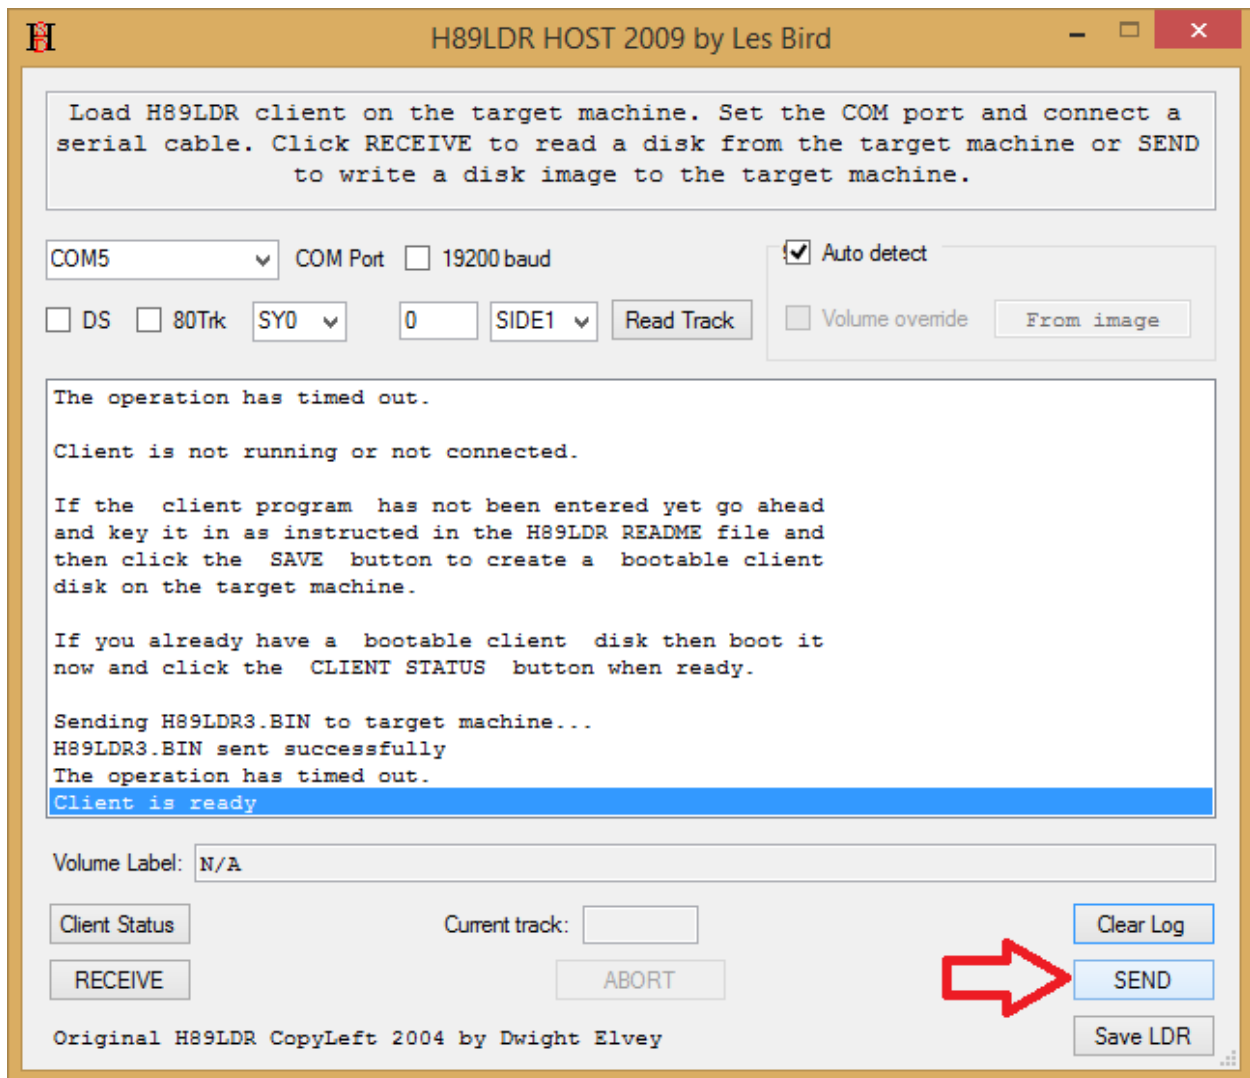 H89LDR HOST 2009 by Les Bird
Load H89LDR client on the target machine. Set the COM port and connect a
serial cable. Click RECEIVE to read a disk from the target machine or SEND
to write a disk image to the target machine.
COM5 COM Port 19200 baud Auto detect
DS 80Trk SY0 0 SIDE1 Read Track Volume override From image
The operation has timed out.
Client is not running or not connected.
If the client program has not been entered yet go ahead
and key it in as instructed in the H89LDR README file and
then click the SAVE button to create a bootable client
disk on the target machine.
If you already have a bootable client disk then boot it
now and click the CLIENT STATUS button when ready.
Sending H89LDR3.BIN to target machine...
H89LDR3.BIN sent successfully
The operation has timed out.
Client is ready
Volume Label: N/A
Client Status Current track: Clear Log
RECEIVE ABORT SEND
Original H89LDR CopyLeft 2004 by Dwight Elvey Save LDR